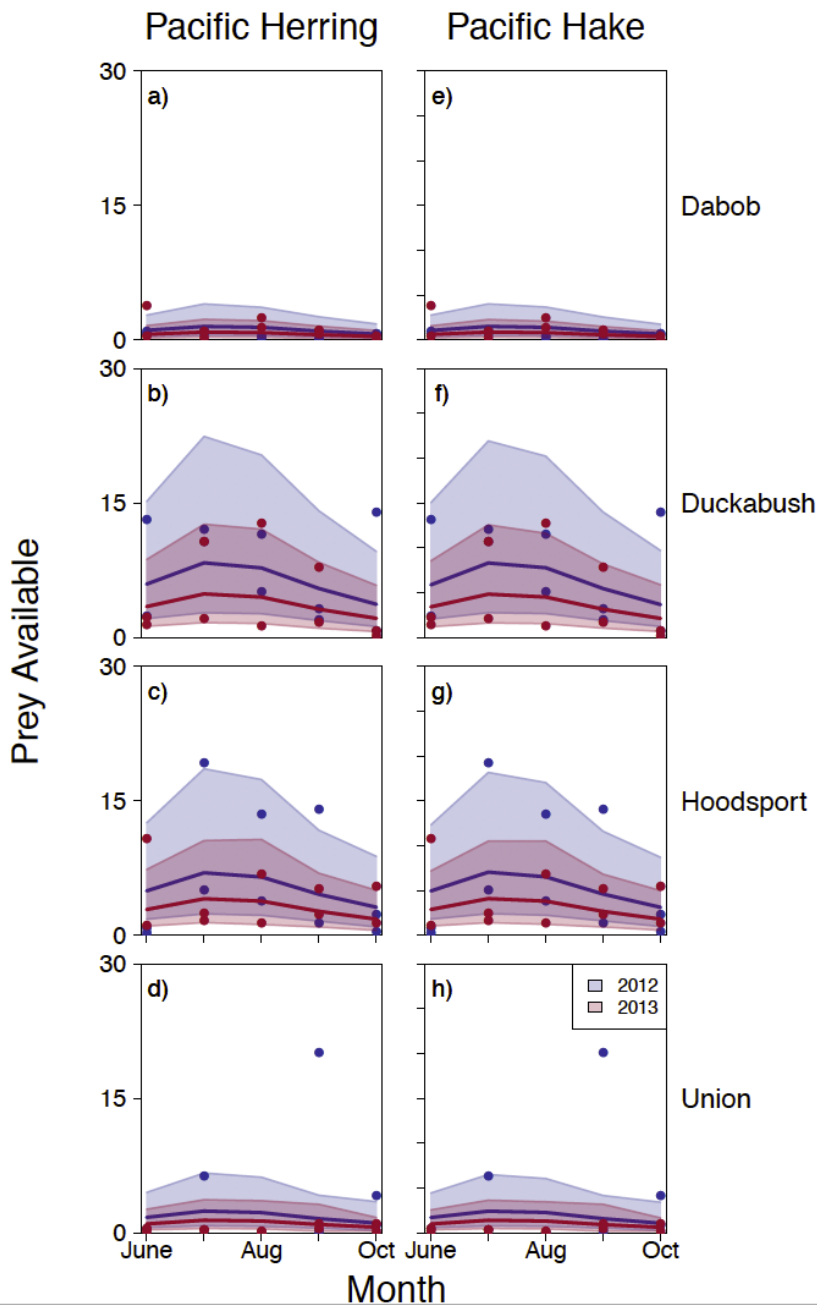 Pacific Herring Pacific Hake
30
a) e)
15 Dabob
0
30
b) f)
15 Duckabush
0
Prey Available
30
c) g)
15 Hoodsport
0
30
d) h)
2012
2013
15 Union
0
June Aug Oct June Aug Oct
Month